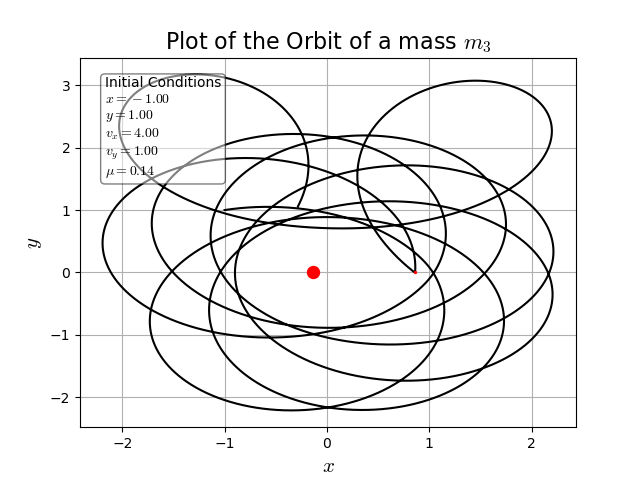 Plot of the Orbit of a mass m₃
Initial Conditions
x = −1.00
y = 1.00
vₓ = 4.00
v_y = 1.00
μ = 0.14
3
2
1
0
−1
−2
y
−2 −1 0 1 2
x